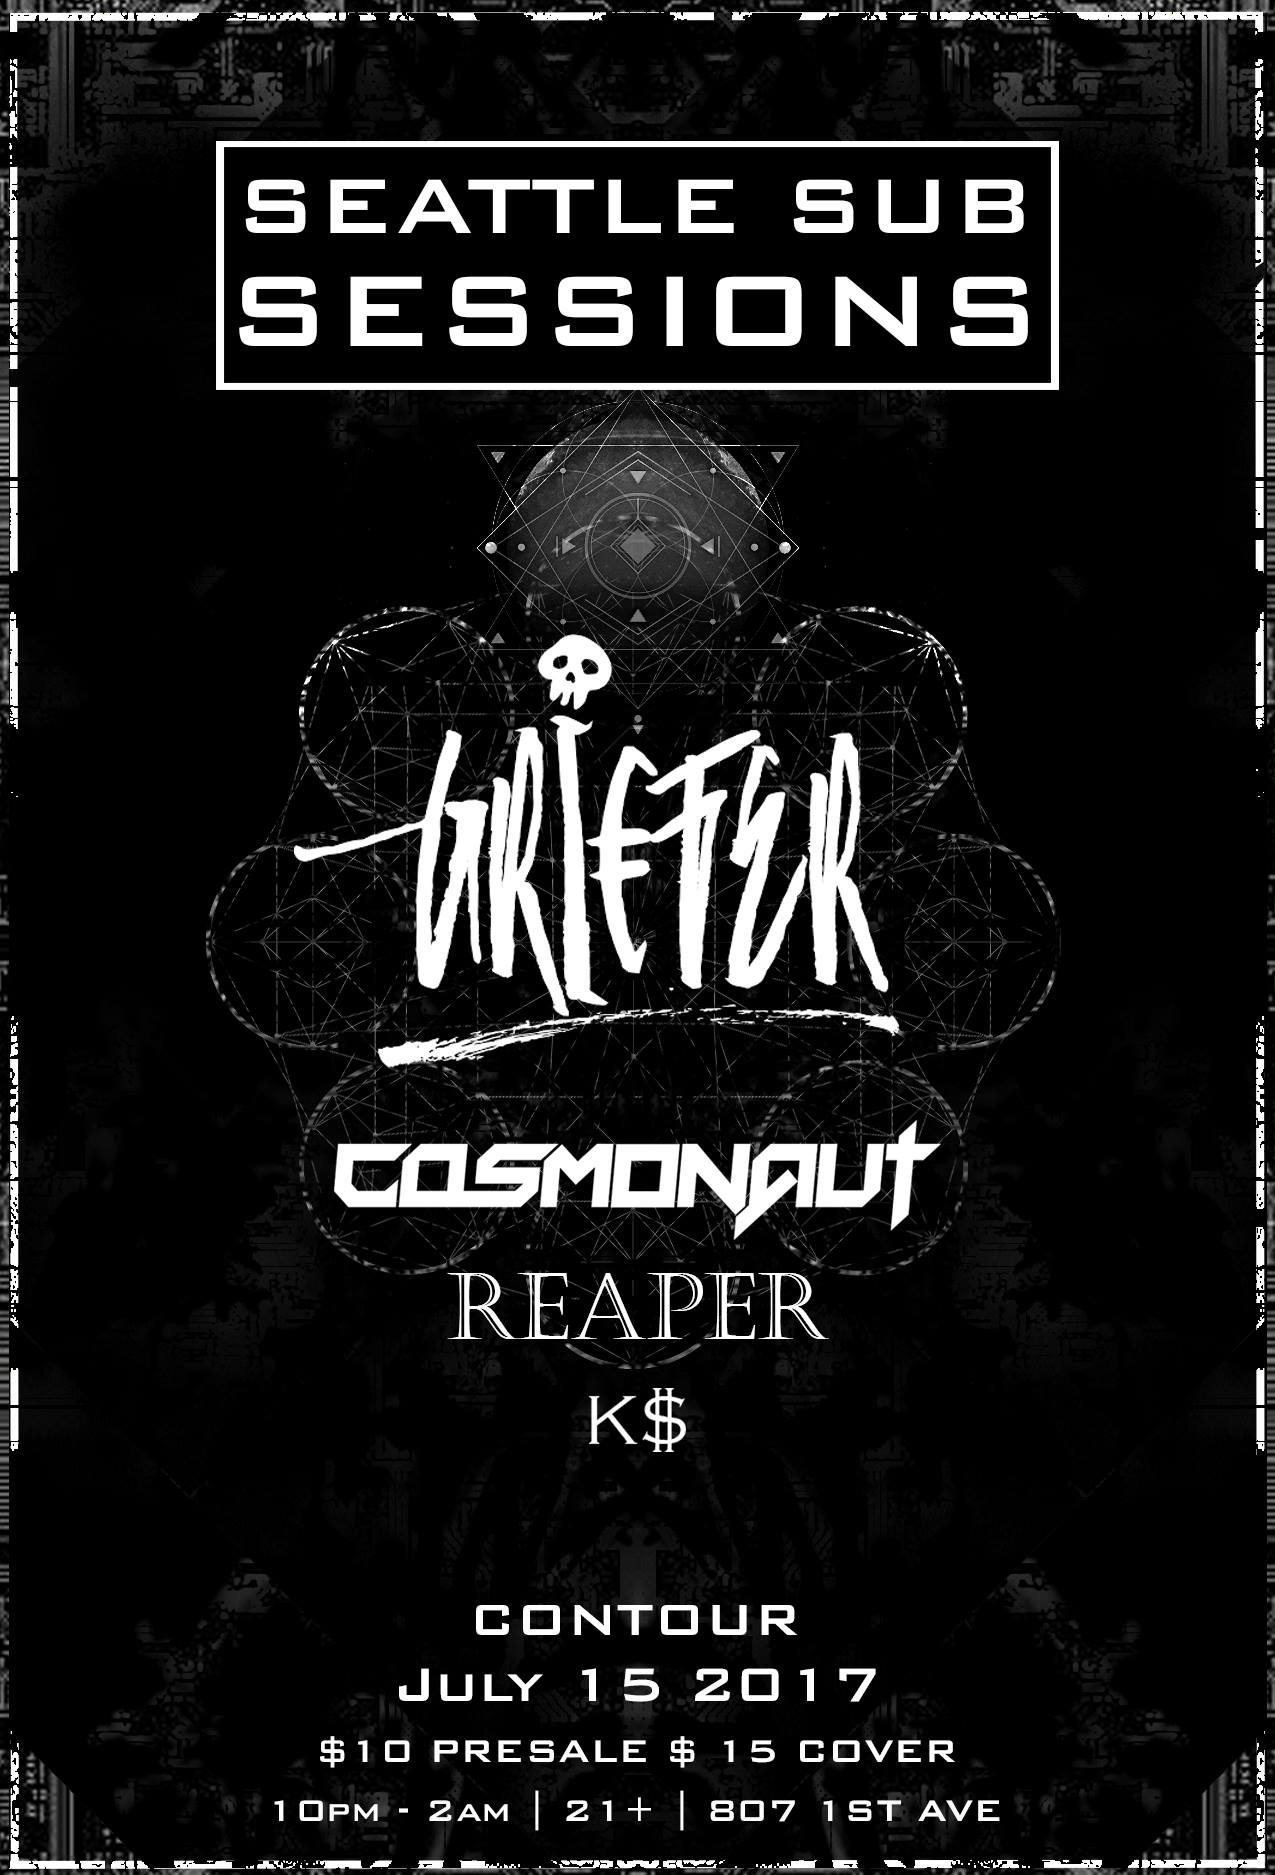 SEATTLE SUB
SESSIONS
GRIEFER
COSMONAUT
REAPER
K$
CONTOUR
July 15 2017
$10 PRESALE $ 15 COVER
10PM - 2AM | 21+ | 807 1ST AVE